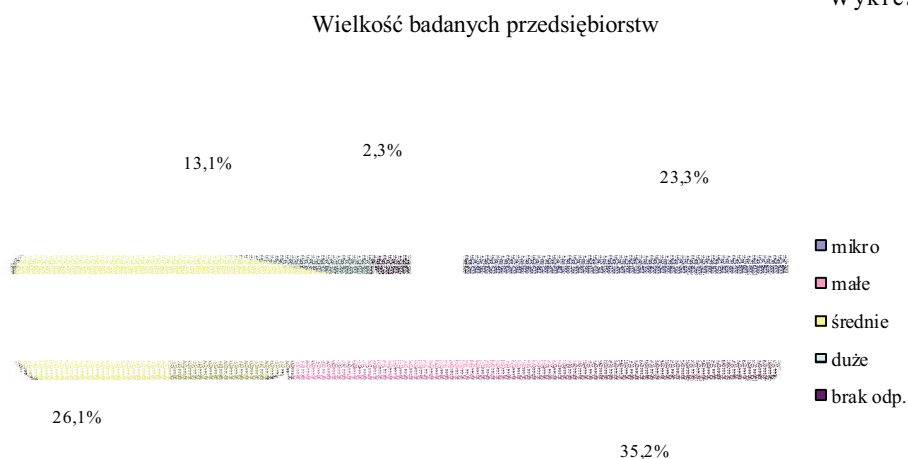 Wykre
Wielkość badanych przedsiębiorstw
13,1%
2,3%
23,3%
mikro
małe
średnie
duże
brak odp.
26,1%
35,2%